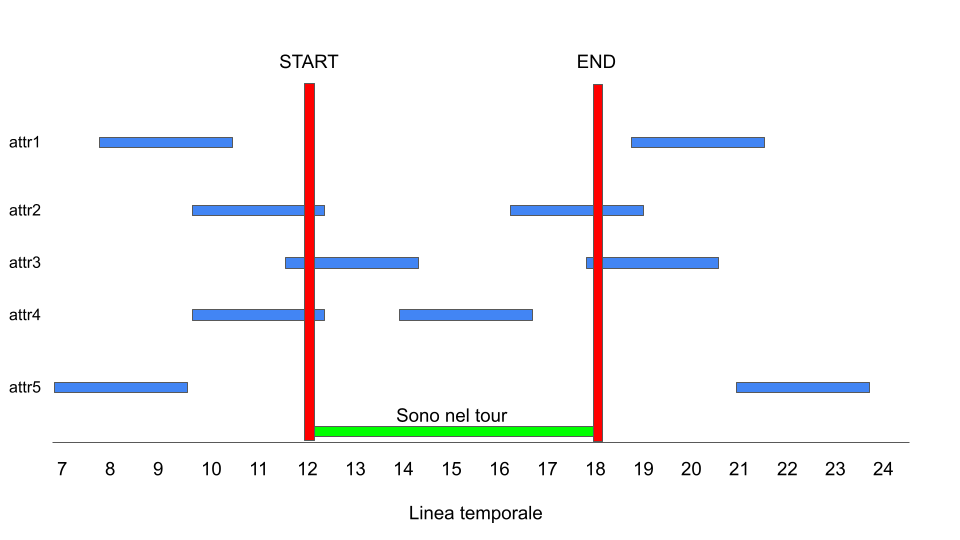 START END
attr1
attr2
attr3
attr4
attr5
Sono nel tour
7 8 9 10 11 12 13 14 15 16 17 18 19 20 21 22 23 24
Linea temporale